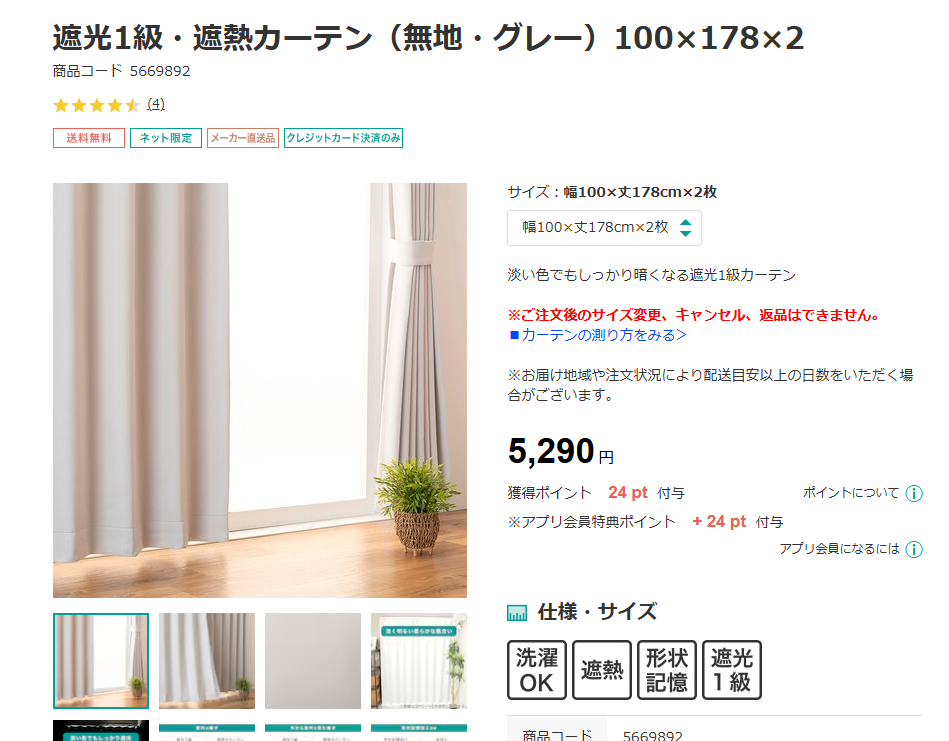 遮光1級・遮熱カーテン（無地・グレー）100×178×2
商品コード 5669892
(4)
送料無料 ネット限定 メーカー直送品 クレジットカード決済のみ
サイズ：幅100×丈178cm×2枚
幅100×丈178cm×2枚
淡い色でもしっかり暗くなる遮光1級カーテン
※ご注文後のサイズ変更、キャンセル、返品はできません。
■カーテンの測り方をみる＞
※お届け地域や注文状況により配送目安以上の日数をいただく場
合がございます。
5,290円
獲得ポイント 24 pt 付与 ポイントについて
※アプリ会員特典ポイント + 24 pt 付与
アプリ会員になるには
仕様・サイズ
洗濯OK 遮熱 形状記憶 遮光1級
商品コード 5669892
淡い色でもしっかり遮光